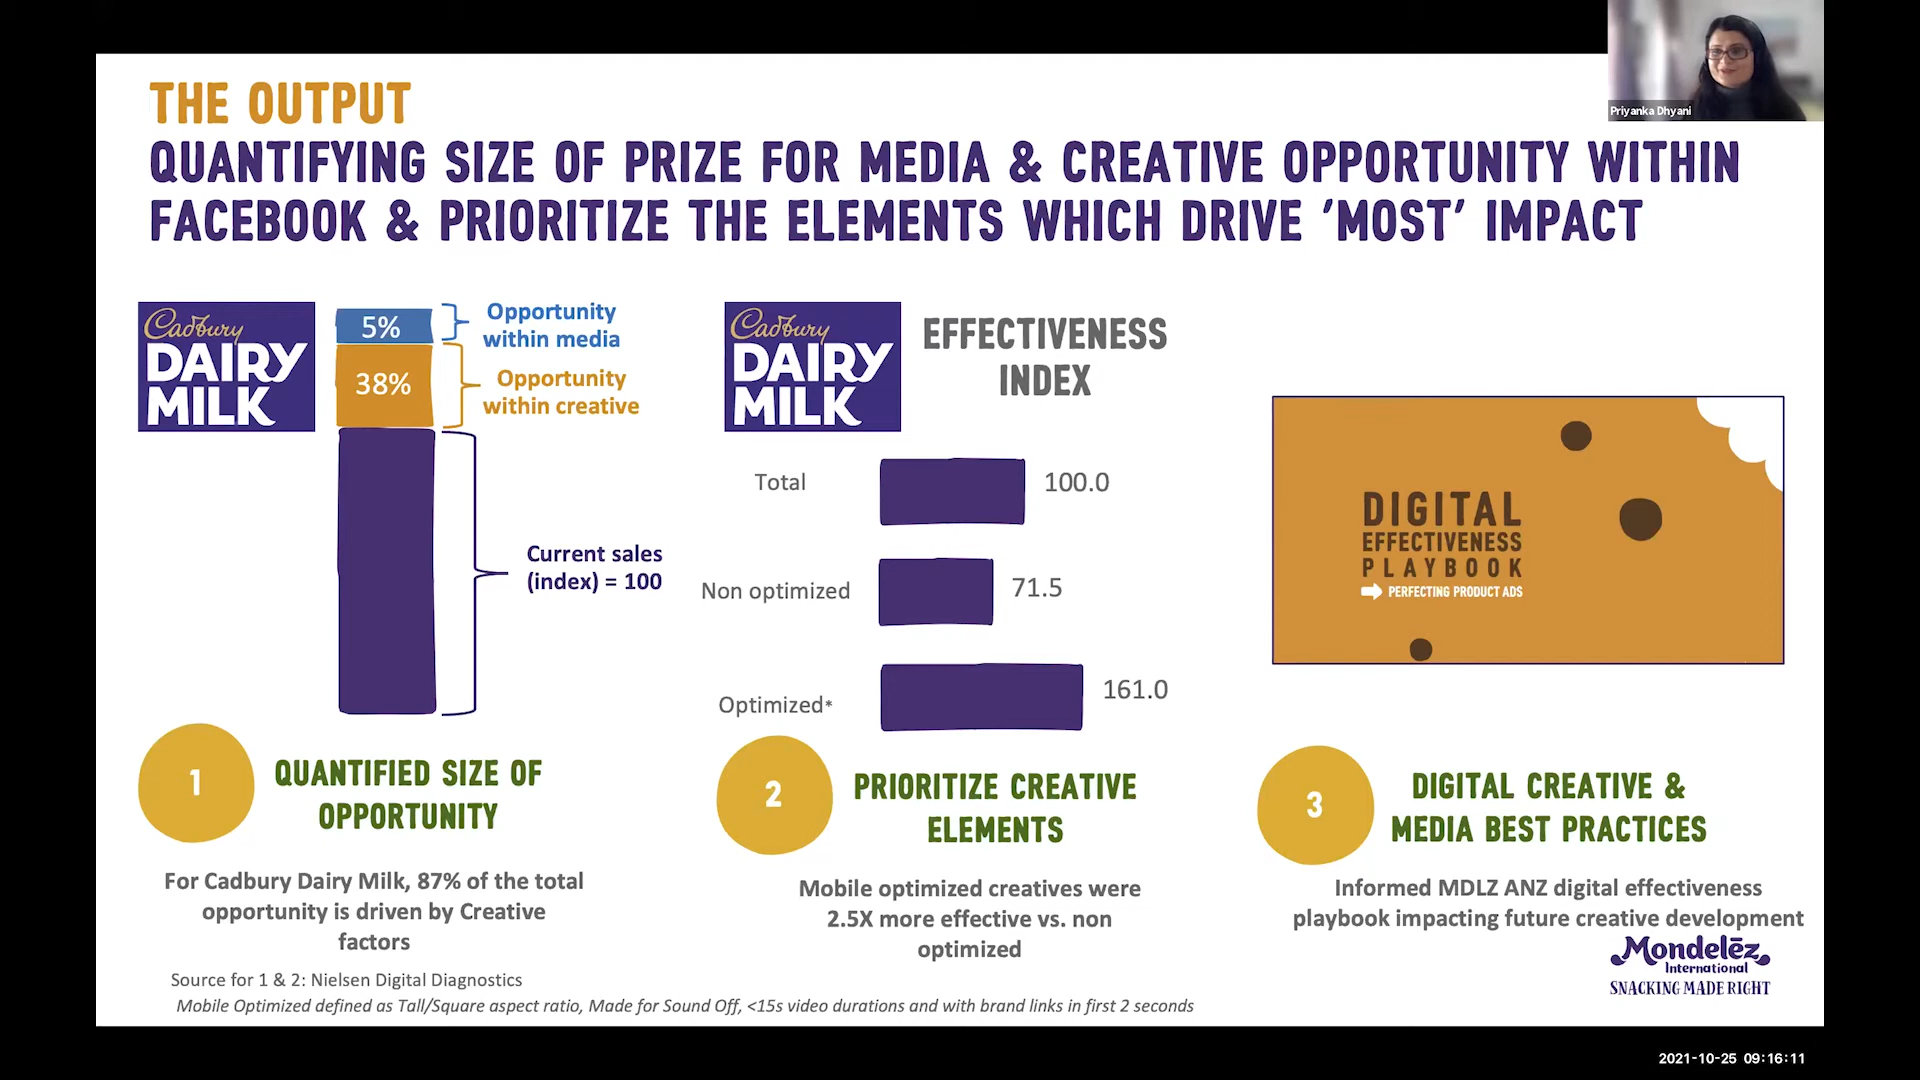 THE OUTPUT
QUANTIFYING SIZE OF PRIZE FOR MEDIA & CREATIVE OPPORTUNITY WITHIN
FACEBOOK & PRIORITIZE THE ELEMENTS WHICH DRIVE 'MOST' IMPACT
Priyanka Dhyani
Cadbury
DAIRY
MILK
5%
Opportunity
within media
38%
Opportunity
within creative
Current sales
(index) = 100
1
QUANTIFIED SIZE OF
OPPORTUNITY
For Cadbury Dairy Milk, 87% of the total
opportunity is driven by Creative
factors
Cadbury
DAIRY
MILK
EFFECTIVENESS
INDEX
Total
100.0
Non optimized
71.5
Optimized*
161.0
2
PRIORITIZE CREATIVE
ELEMENTS
Mobile optimized creatives were
2.5X more effective vs. non
optimized
DIGITAL
EFFECTIVENESS
PLAYBOOK
PERFECTING PRODUCT ADS
3
DIGITAL CREATIVE &
MEDIA BEST PRACTICES
Informed MDLZ ANZ digital effectiveness
playbook impacting future creative development
Mondelēz
International
SNACKING MADE RIGHT
Source for 1 & 2: Nielsen Digital Diagnostics
Mobile Optimized defined as Tall/Square aspect ratio, Made for Sound Off, <15s video durations and with brand links in first 2 seconds
2021-10-25 09:16:11